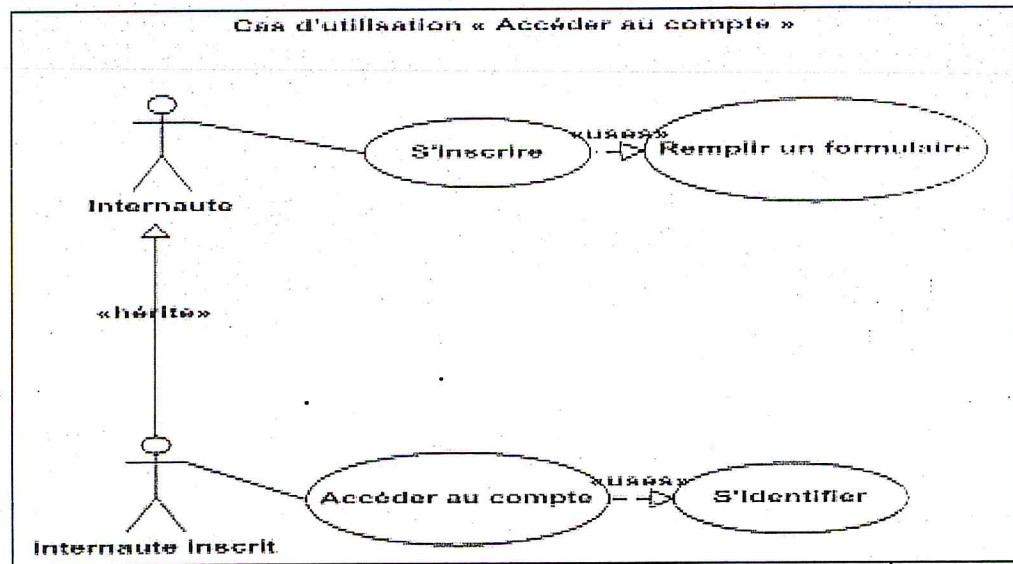 Cas d'utilisation « Accéder au compte »
«uses»
S'inscrire
Remplir un formulaire
Internaute
«hérite»
«uses»
Accéder au compte
S'identifier
Internaute inscrit